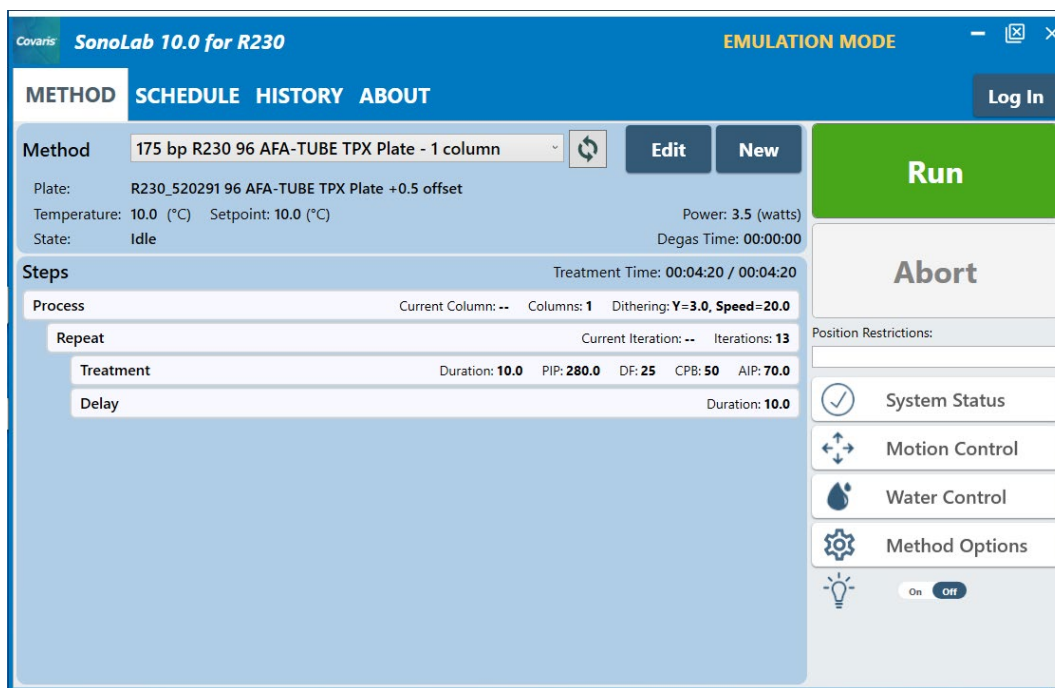 Covaris SonoLab 10.0 for R230 EMULATION MODE
METHOD SCHEDULE HISTORY ABOUT Log In
Method 175 bp R230 96 AFA-TUBE TPX Plate - 1 column Edit New
Plate: R230_520291 96 AFA-TUBE TPX Plate +0.5 offset
Temperature: 10.0 (°C) Setpoint: 10.0 (°C) Power: 3.5 (watts)
State: Idle Degas Time: 00:00:00
Steps Treatment Time: 00:04:20 / 00:04:20
Process Current Column: -- Columns: 1 Dithering: Y=3.0, Speed=20.0
Repeat Current Iteration: -- Iterations: 13
Treatment Duration: 10.0 PIP: 280.0 DF: 25 CPB: 50 AIP: 70.0
Delay Duration: 10.0
Run
Abort
Position Restrictions:
System Status
Motion Control
Water Control
Method Options
On Off